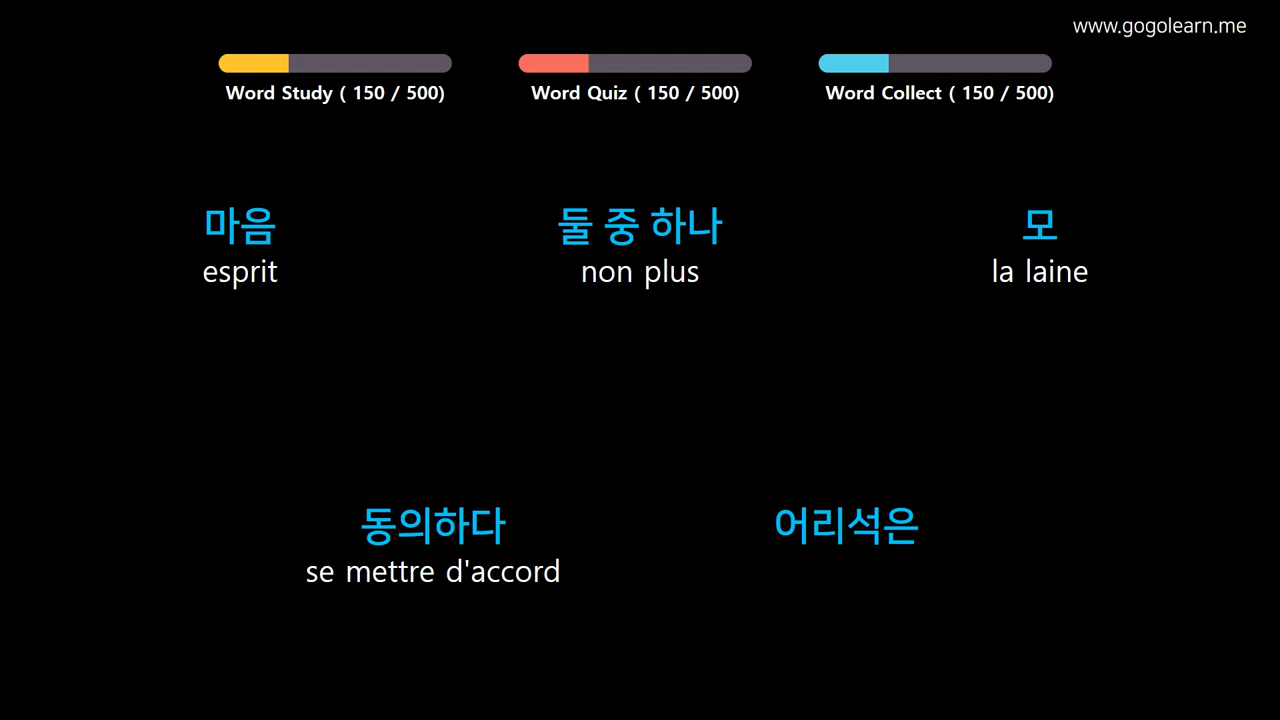 www.gogolearn.me
Word Study ( 150 / 500)
Word Quiz ( 150 / 500)
Word Collect ( 150 / 500)
마음
esprit
둘 중 하나
non plus
모
la laine
동의하다
se mettre d'accord
어리석은